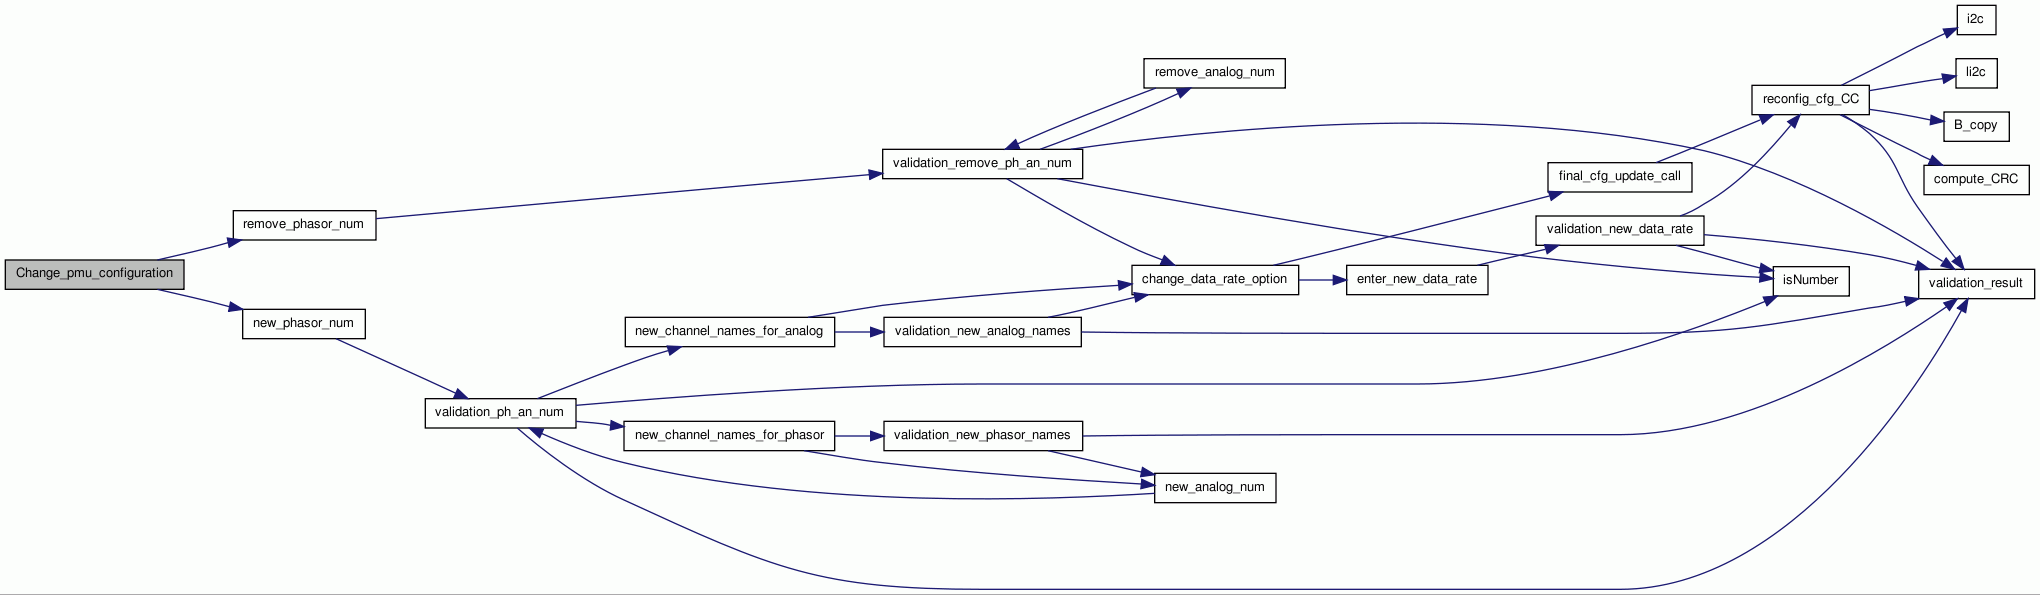 i2c
li2c
remove_analog_num
reconfig_cfg_CC
B_copy
validation_remove_ph_an_num
final_cfg_update_call
compute_CRC
remove_phasor_num
validation_new_data_rate
Change_pmu_configuration
change_data_rate_option
enter_new_data_rate
isNumber
validation_result
new_phasor_num
new_channel_names_for_analog
validation_new_analog_names
validation_ph_an_num
new_channel_names_for_phasor
validation_new_phasor_names
new_analog_num